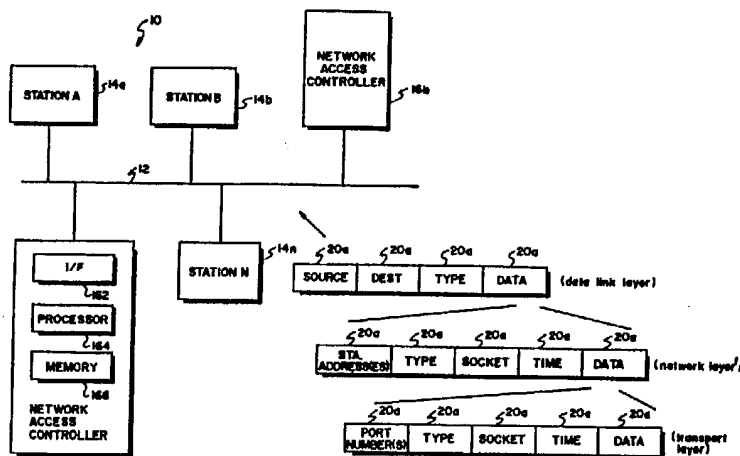 10
STATION A
14a
STATION B
14b
NETWORK
ACCESS
CONTROLLER
16b
12
I/F
162
PROCESSOR
164
MEMORY
166
NETWORK
ACCESS
CONTROLLER
STATION N
14n
20a 20a 20a 20a
SOURCE DEST TYPE DATA (data link layer)
20a 20a 20a 20a 20a
STA. ADDRESS(ES) TYPE SOCKET TIME DATA (network layer)
20a 20a 20a 20a 20a
PORT NUMBER(S) TYPE SOCKET TIME DATA (transport layer)